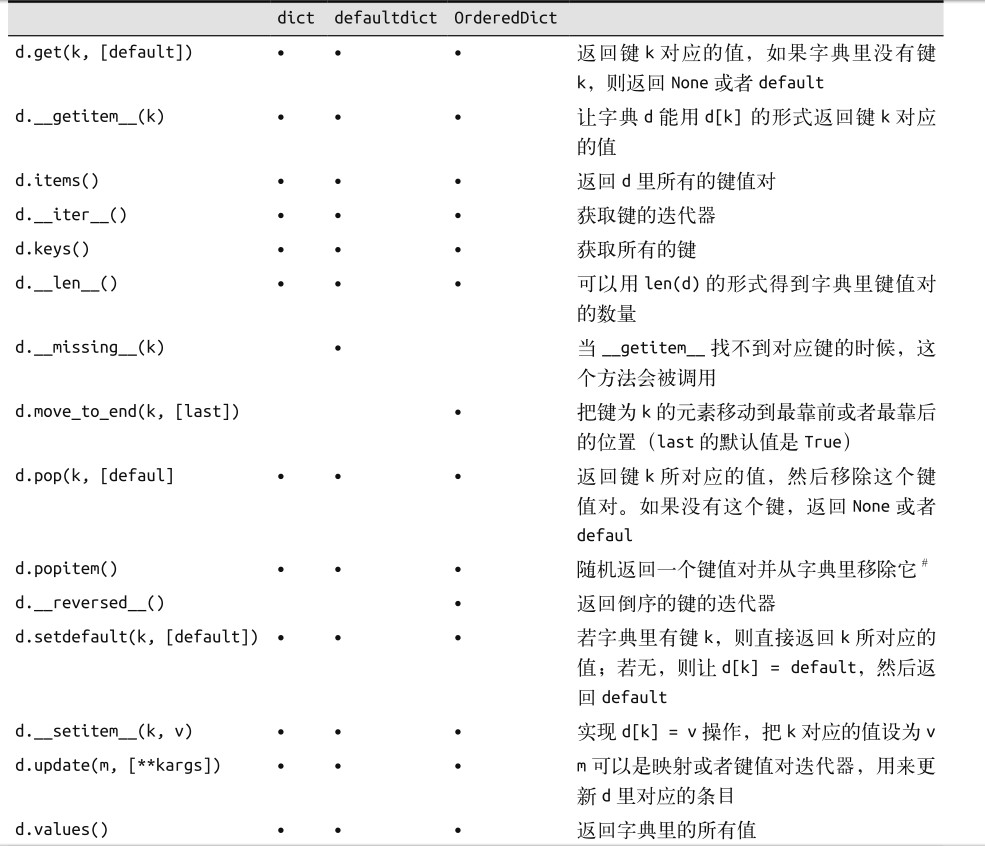 dict defaultdict OrderedDict
d.get(k, [default]) • • • 返回键 k 对应的值，如果字典里没有键
k，则返回 None 或者 default
d.__getitem__(k) • • • 让字典 d 能用 d[k] 的形式返回键 k 对应
的值
d.items() • • • 返回 d 里所有的键值对
d.__iter__() • • • 获取键的迭代器
d.keys() • • • 获取所有的键
d.__len__() • • • 可以用 len(d) 的形式得到字典里键值对
的数量
d.__missing__(k) • 当 __getitem__ 找不到对应键的时候，这
个方法会被调用
d.move_to_end(k, [last]) • 把键为 k 的元素移动到最靠前或者最靠后
的位置（last 的默认值是 True）
d.pop(k, [defaul] • • • 返回键 k 所对应的值，然后移除这个键
值对。如果没有这个键，返回 None 或者
defaul
d.popitem() • • • 随机返回一个键值对并从字典里移除它#
d.__reversed__() • 返回倒序的键的迭代器
d.setdefault(k, [default]) • • • 若字典里有键 k，则直接返回 k 所对应的
值；若无，则让 d[k] = default，然后返
回 default
d.__setitem__(k, v) • • • 实现 d[k] = v 操作，把 k 对应的值设为 v
d.update(m, [**kargs]) • • • m 可以是映射或者键值对迭代器，用来更
新 d 里对应的条目
d.values() • • • 返回字典里的所有值